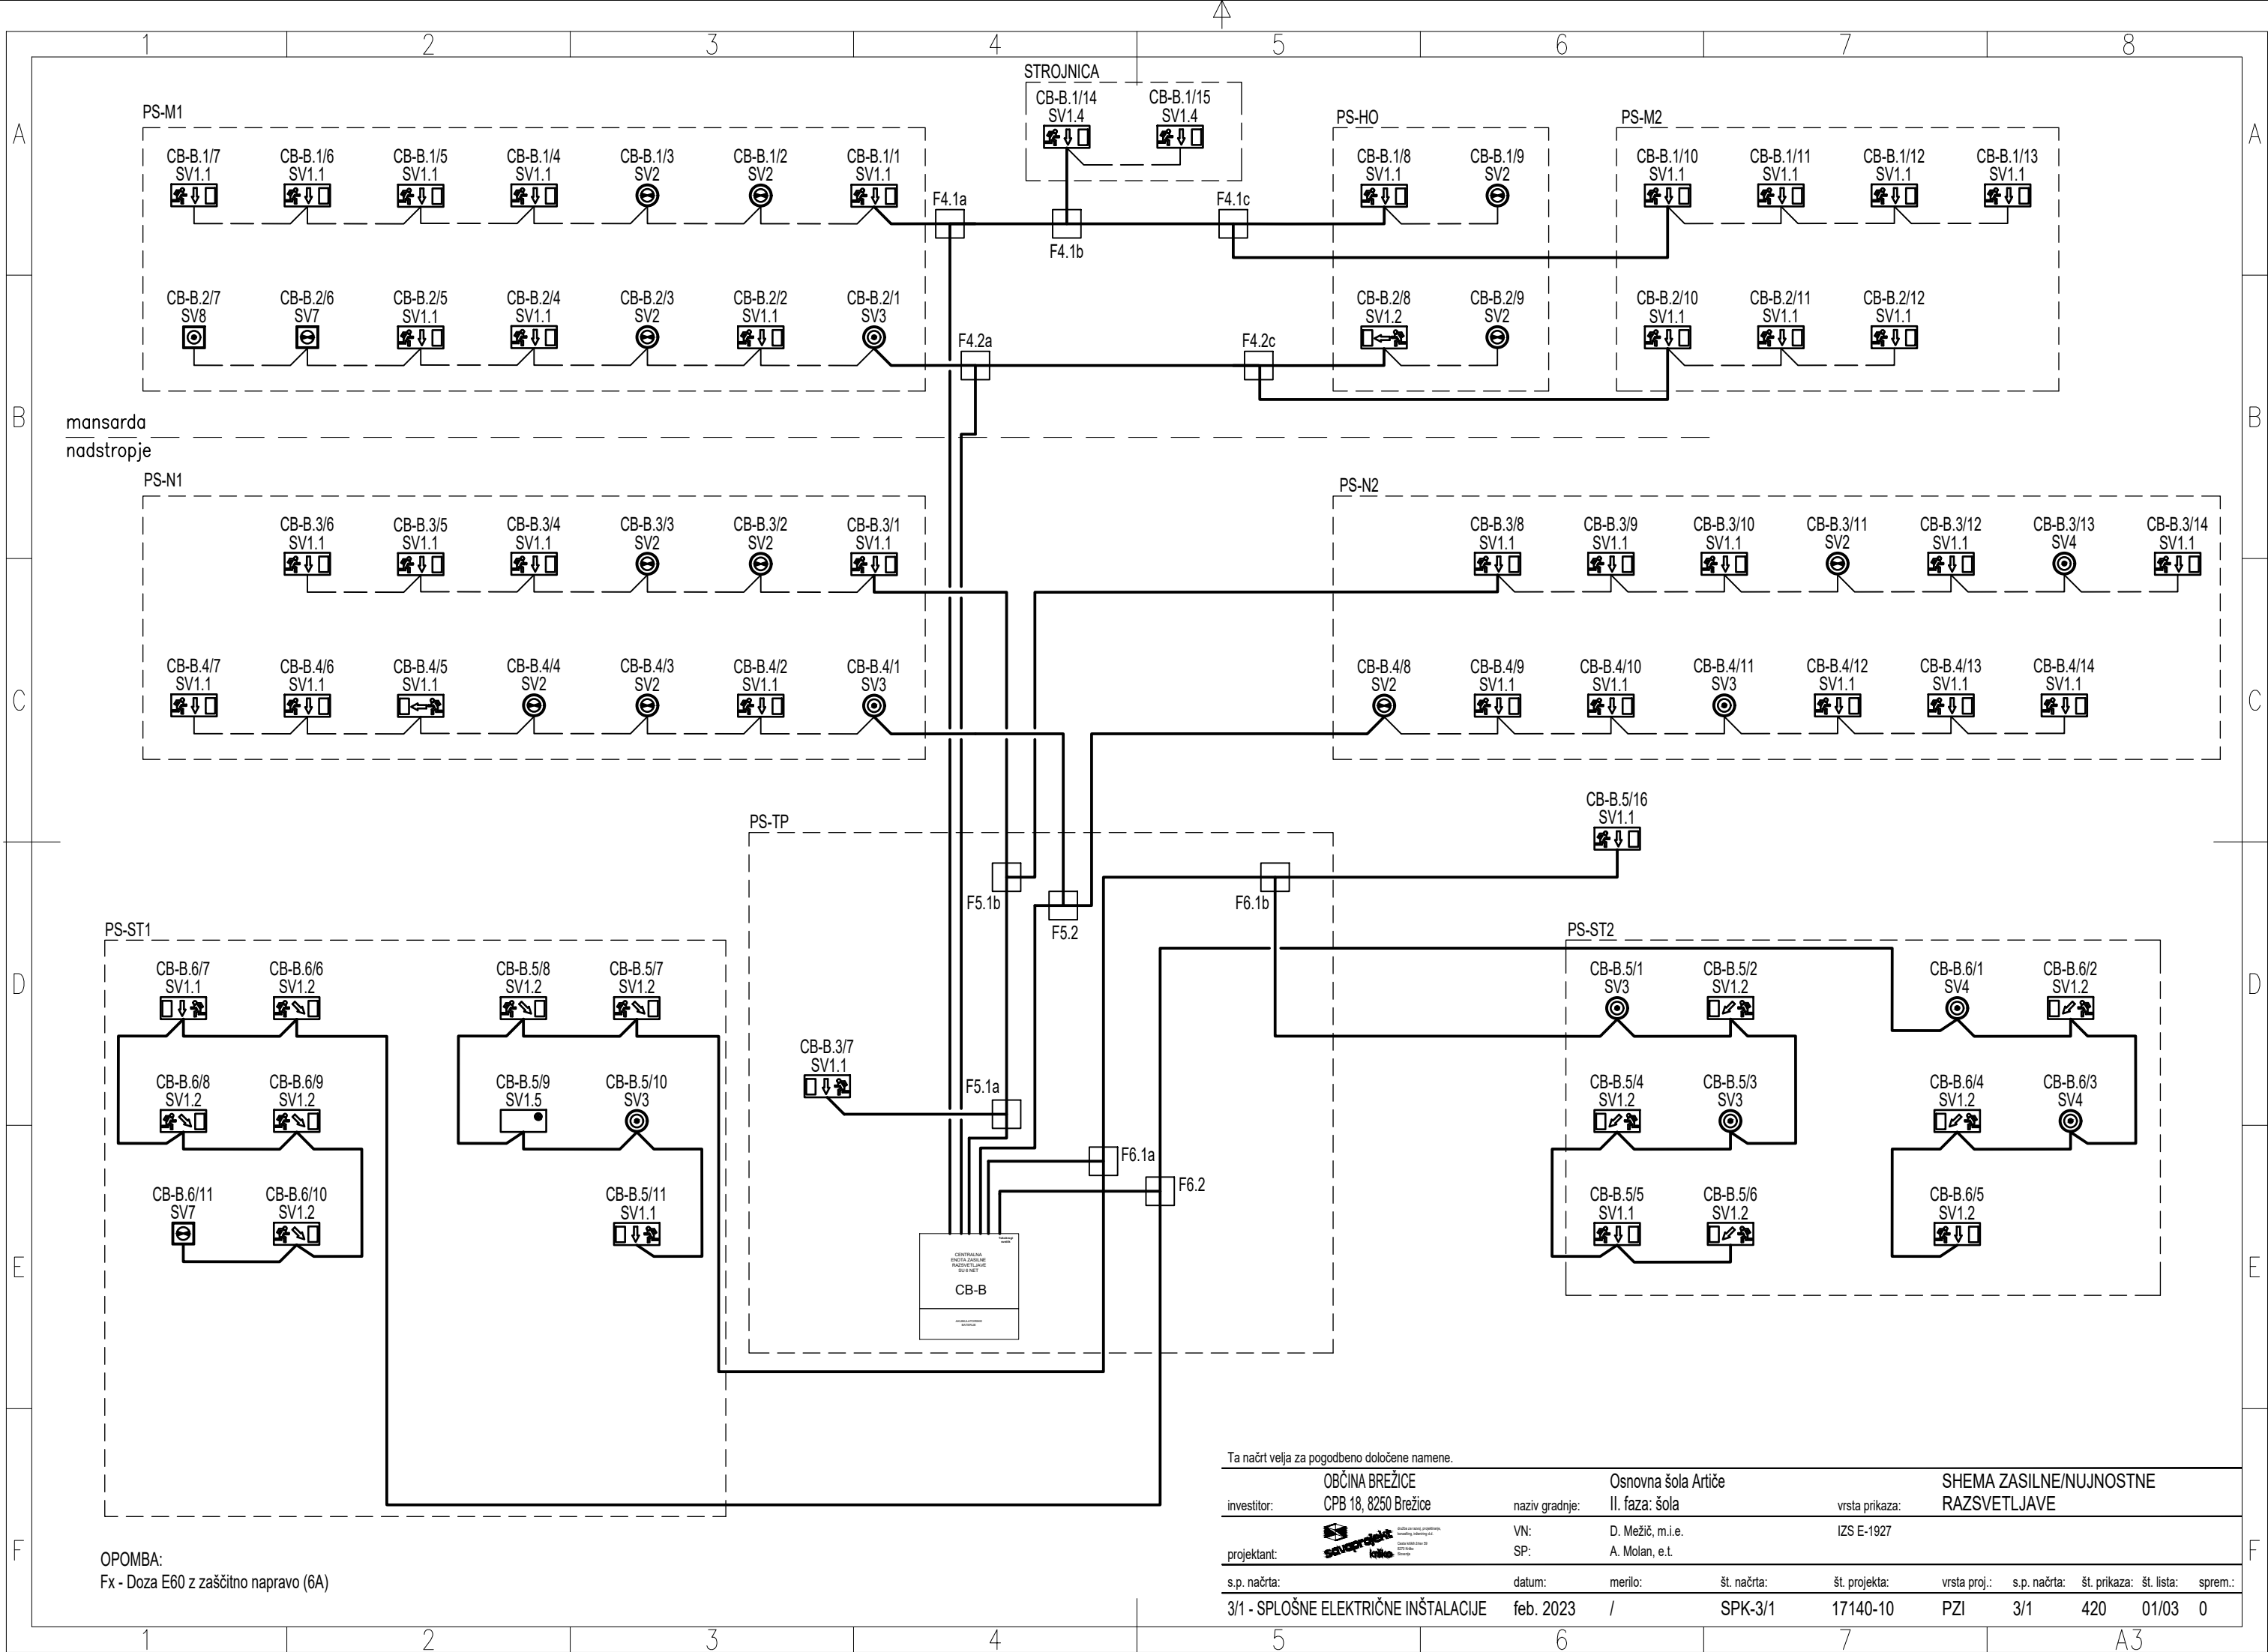 1 2 3 4 5 6 7 8
A A
B B
C C
D D
E E
F F
STROJNICA
CB-B.1/14 CB-B.1/15
SV1.4 SV1.4
PS-M1
CB-B.1/7 CB-B.1/6 CB-B.1/5 CB-B.1/4 CB-B.1/3 CB-B.1/2 CB-B.1/1
SV1.1 SV1.1 SV1.1 SV1.1 SV2 SV2 SV1.1
F4.1a
F4.1b
F4.1c
PS-HO
CB-B.1/8 CB-B.1/9
SV1.1 SV2
PS-M2
CB-B.1/10 CB-B.1/11 CB-B.1/12 CB-B.1/13
SV1.1 SV1.1 SV1.1 SV1.1
CB-B.2/7 CB-B.2/6 CB-B.2/5 CB-B.2/4 CB-B.2/3 CB-B.2/2 CB-B.2/1
SV8 SV7 SV1.1 SV1.1 SV2 SV1.1 SV3
F4.2a
F4.2c
CB-B.2/8 CB-B.2/9
SV1.2 SV2
CB-B.2/10 CB-B.2/11 CB-B.2/12
SV1.1 SV1.1 SV1.1
mansarda
nadstropje
PS-N1
CB-B.3/6 CB-B.3/5 CB-B.3/4 CB-B.3/3 CB-B.3/2 CB-B.3/1
SV1.1 SV1.1 SV1.1 SV2 SV2 SV1.1
PS-N2
CB-B.3/8 CB-B.3/9 CB-B.3/10 CB-B.3/11 CB-B.3/12 CB-B.3/13 CB-B.3/14
SV1.1 SV1.1 SV1.1 SV2 SV1.1 SV4 SV1.1
CB-B.4/7 CB-B.4/6 CB-B.4/5 CB-B.4/4 CB-B.4/3 CB-B.4/2 CB-B.4/1
SV1.1 SV1.1 SV1.1 SV2 SV2 SV1.1 SV3
CB-B.4/8 CB-B.4/9 CB-B.4/10 CB-B.4/11 CB-B.4/12 CB-B.4/13 CB-B.4/14
SV2 SV1.1 SV1.1 SV3 SV1.1 SV1.1 SV1.1
CB-B.5/16
SV1.1
PS-TP
F5.1b
F5.2
F6.1b
CB-B.3/7
SV1.1
F5.1a
F6.1a
F6.2
CENTRALNA
ENOTA ZASILNE
RAZSVETLJAVE
CB-B
PS-ST1
CB-B.6/7 CB-B.6/6 CB-B.5/8 CB-B.5/7
SV1.1 SV1.2 SV1.2 SV1.2
CB-B.6/8 CB-B.6/9 CB-B.5/9 CB-B.5/10
SV1.2 SV1.2 SV1.5 SV3
CB-B.6/11 CB-B.6/10 CB-B.5/11
SV7 SV1.2 SV1.1
PS-ST2
CB-B.5/1 CB-B.5/2 CB-B.6/1 CB-B.6/2
SV3 SV1.2 SV4 SV1.2
CB-B.5/4 CB-B.5/3 CB-B.6/4 CB-B.6/3
SV1.2 SV3 SV1.2 SV4
CB-B.5/5 CB-B.5/6 CB-B.6/5
SV1.1 SV1.2 SV1.2
OPOMBA:
Fx - Doza E60 z zaščitno napravo (6A)
Ta načrt velja za pogodbeno določene namene.
investitor: OBČINA BREŽICE
CPB 18, 8250 Brežice
naziv gradnje: Osnovna šola Artiče
II. faza: šola
vrsta prikaza: SHEMA ZASILNE/NUJNOSTNE
RAZSVETLJAVE
projektant: savaprojekt krško
VN: D. Mežič, m.i.e. IZS E-1927
SP: A. Molan, e.t.
s.p. načrta: datum: merilo: št. načrta: št. projekta: vrsta proj.: s.p. načrta: št. prikaza: št. lista: sprem.:
3/1 - SPLOŠNE ELEKTRIČNE INŠTALACIJE feb. 2023 / SPK-3/1 17140-10 PZI 3/1 420 01/03 0
1 2 3 4 5 6 7 A3